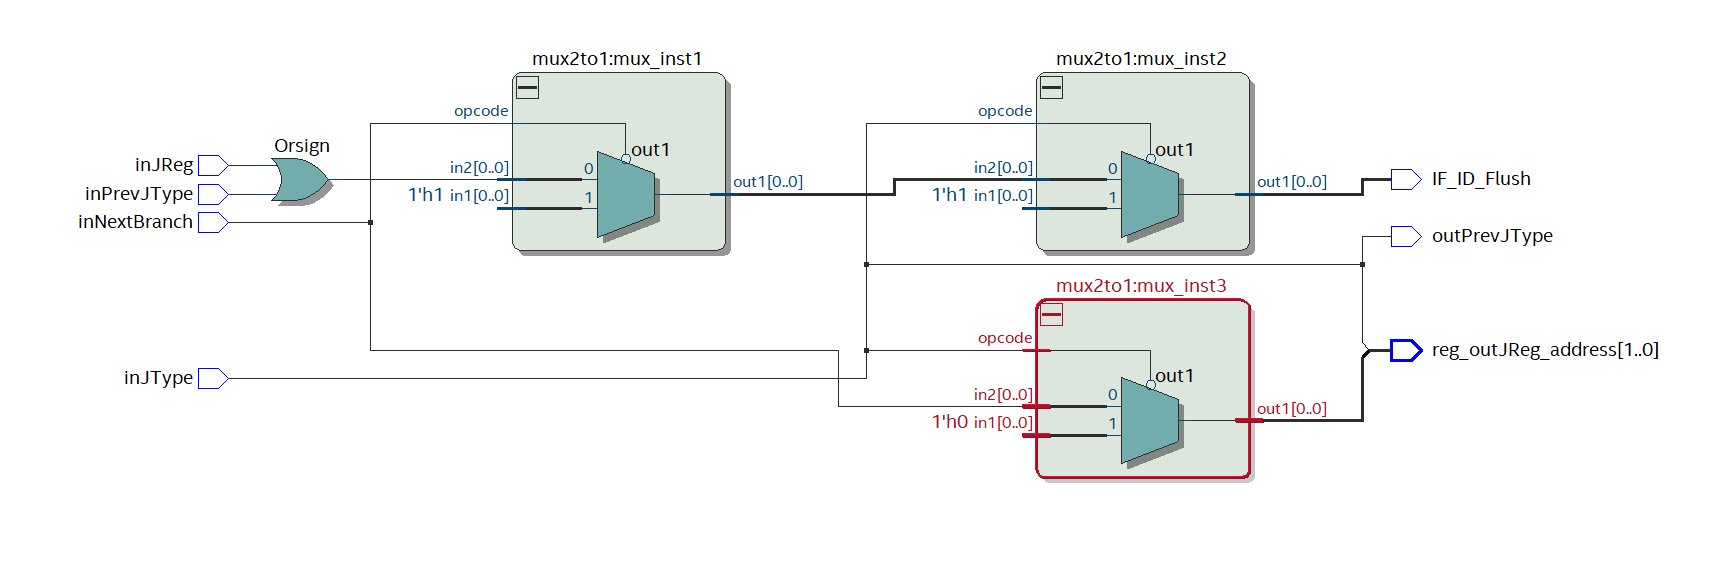 mux2to1:mux_inst1
mux2to1:mux_inst2
opcode
opcode
Orsign
out1
out1
inJReg
in2[0..0]
0
out1[0..0]
in2[0..0]
0
out1[0..0]
IF_ID_Flush
inPrevJType
1'h1 in1[0..0]
1
1'h1 in1[0..0]
1
inNextBranch
outPrevJType
mux2to1:mux_inst3
opcode
reg_outJReg_address[1..0]
inJType
out1
in2[0..0]
0
out1[0..0]
1'h0 in1[0..0]
1